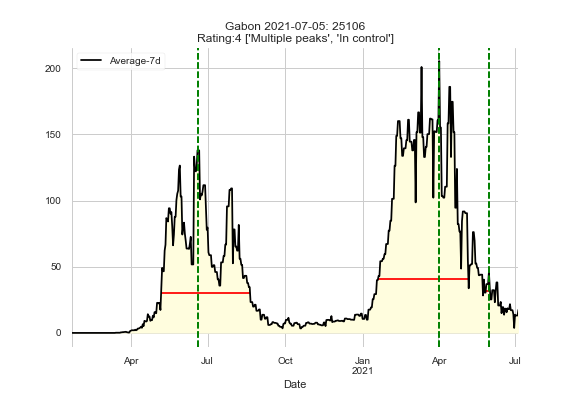 Gabon 2021-07-05: 25106
Rating:4 ['Multiple peaks', 'In control']
Average-7d
200
150
100
50
0
Apr
Jul
Oct
Jan
2021
Apr
Jul
Date